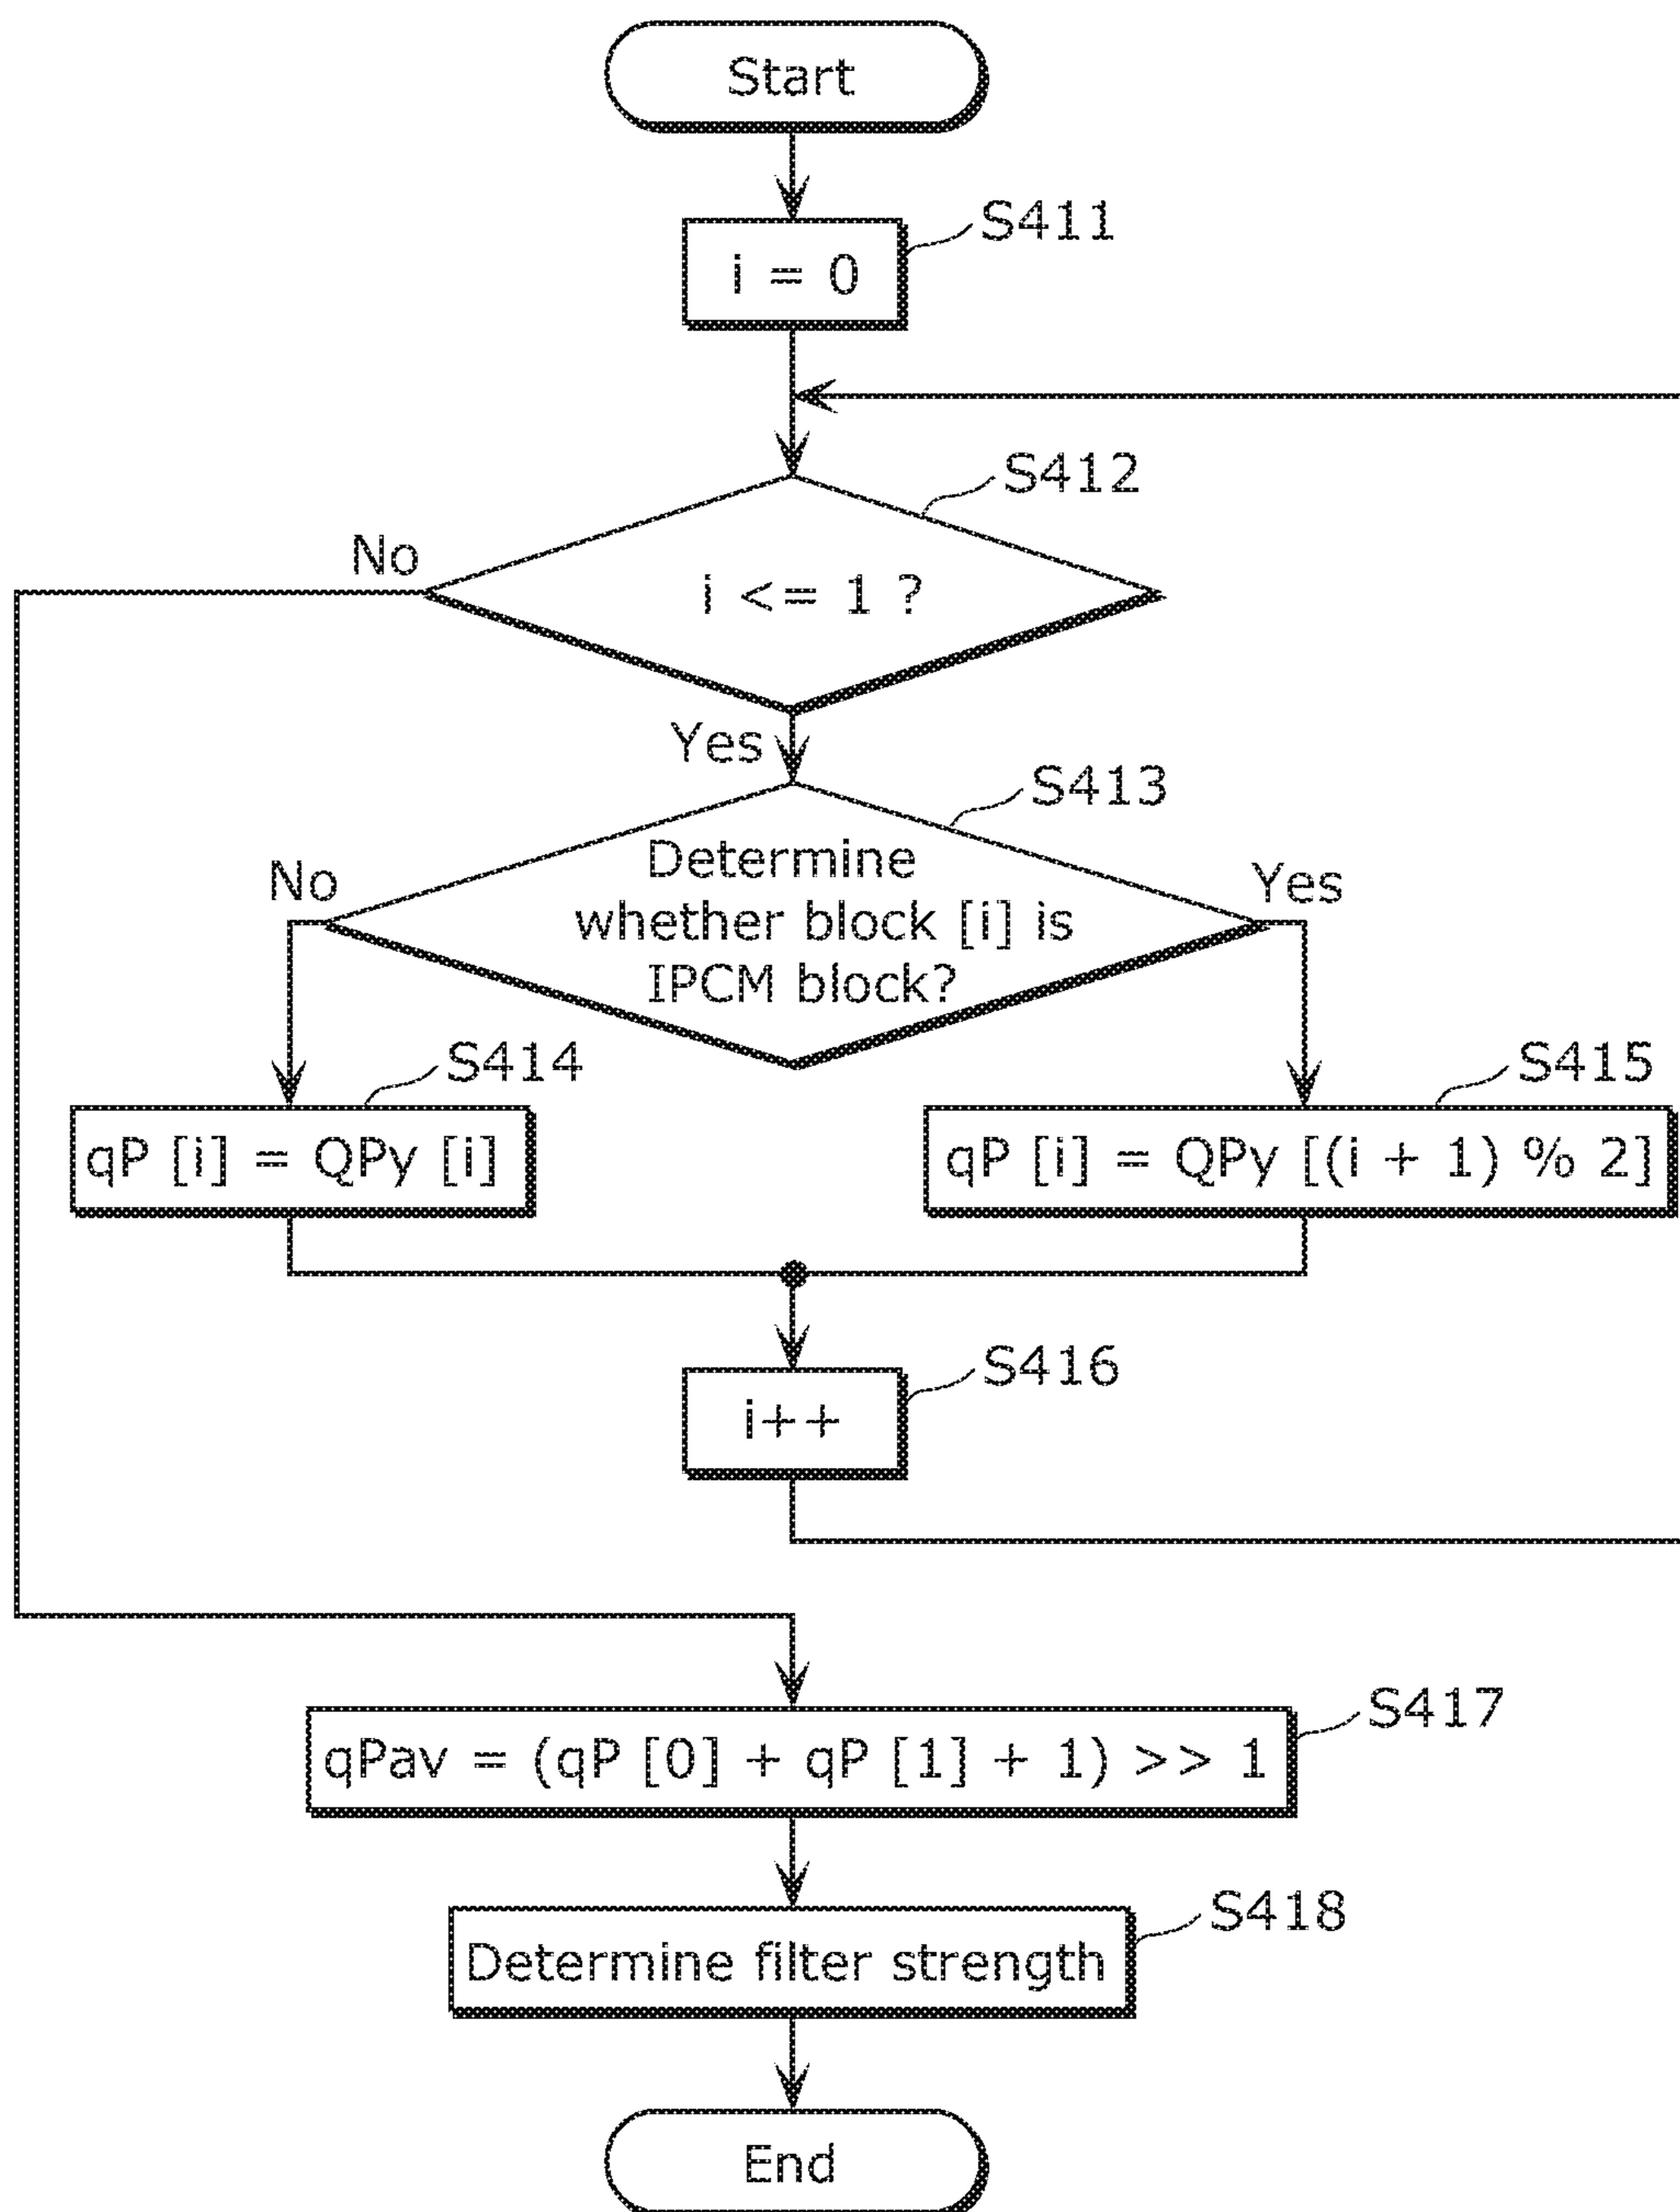 Start
S411
i = 0
S412
No
i <= 1 ?
Yes
S413
No
Determine
whether block [i] is
IPCM block?
Yes
S414
qP [i] = QPy [i]
S415
qP [i] = QPy [(i + 1) % 2]
S416
i++
S417
qPav = (qP [0] + qP [1] + 1) >> 1
S418
Determine filter strength
End